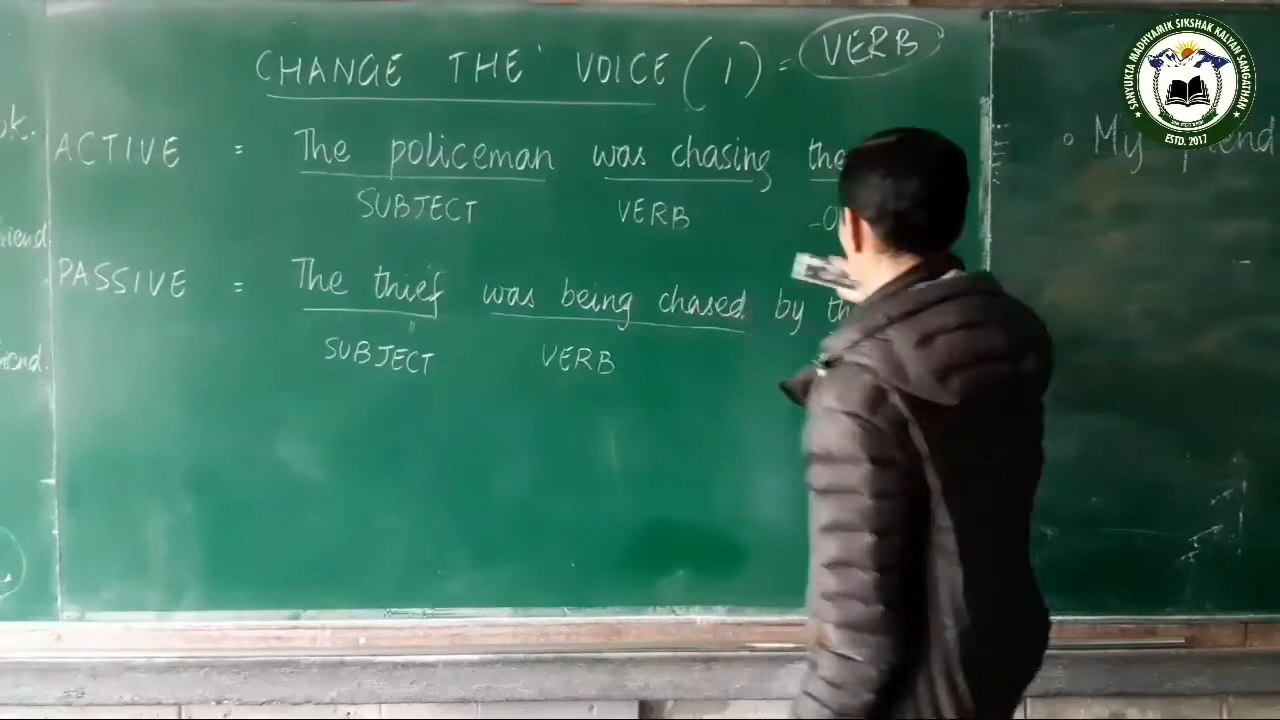 CHANGE THE VOICE (1) = VERB
ACTIVE = The policeman was chasing the
SUBJECT VERB
PASSIVE = The thief was being chased by
SUBJECT VERB
My friend
SANYUKTA MADHYAMIK SIKSHAK KALYAN SANGATHAN
ESTD. 2017